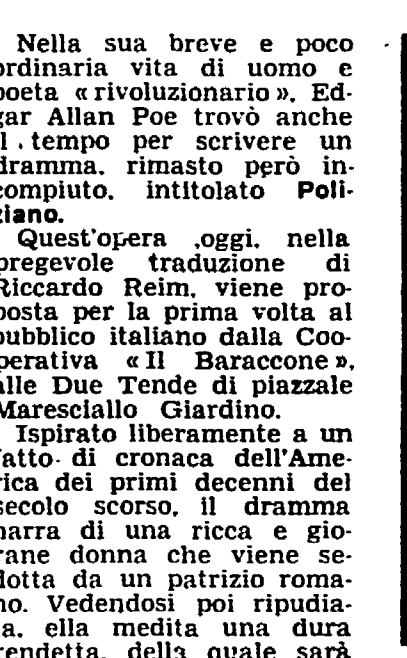 Nella sua breve e poco
ordinaria vita di uomo e
poeta « rivoluzionario ». Ed-
gar Allan Poe trovò anche
il . tempo per scrivere un
dramma. rimasto però in-
compiuto. intitolato Poli-
ziano.
Quest'opera ,oggi. nella
pregevole traduzione di
Riccardo Reim. viene pro-
posta per la prima volta al
pubblico italiano dalla Coo-
perativa « Il Baraccone ».
alle Due Tende di piazzale
Maresciallo Giardino.
Ispirato liberamente a un
fatto di cronaca dell'Ame-
rica dei primi decenni del
secolo scorso. il dramma
narra di una ricca e gio-
vane donna che viene se-
dotta da un patrizio roma-
no. Vedendosi poi ripudia-
ta. ella medita una dura
vendetta. della quale sarà